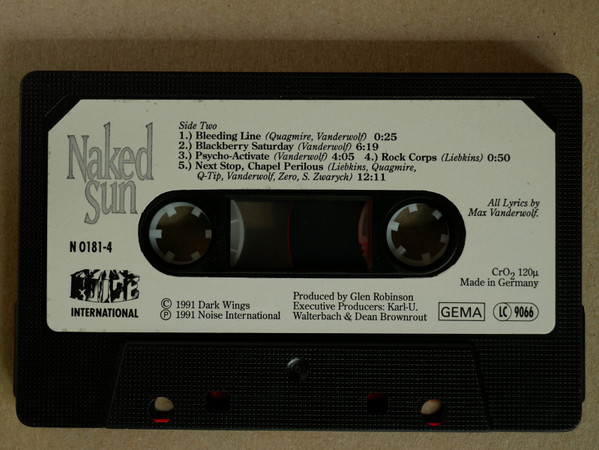 Naked
Sun
Side Two
1.) Bleeding Line (Quagmire, Vanderwolf) 0:25
2.) Blackberry Saturday (Vanderwolf) 6:19
3.) Psycho-Activate (Vanderwolf) 4:05 4.) Rock Corps (Liebkins) 0:50
5.) Next Stop, Chapel Perilous (Liebkins, Quagmire,
Q-Tip, Vanderwolf, Zero, S. Zwarych) 12:11
All Lyrics by
Max Vanderwolf.
N 0181-4
NOISE
INTERNATIONAL
CrO2 120µ
Made in Germany
© 1991 Dark Wings
℗ 1991 Noise International
Produced by Glen Robinson
Executive Producers: Karl-U.
Walterbach & Dean Brownrout
GEMA
LC 9066